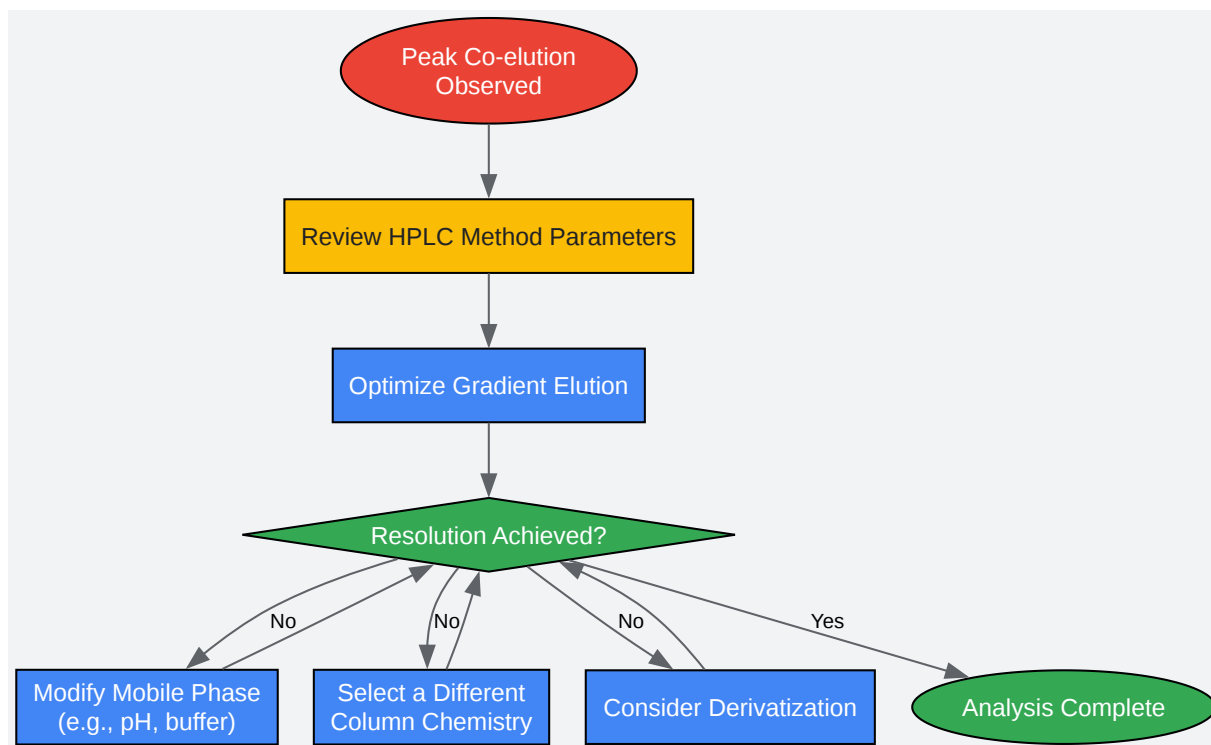 Peak Co-elution
Observed
Review HPLC Method Parameters
Optimize Gradient Elution
Resolution Achieved?
No
No
No
Yes
Modify Mobile Phase
(e.g., pH, buffer)
Select a Different
Column Chemistry
Consider Derivatization
Analysis Complete